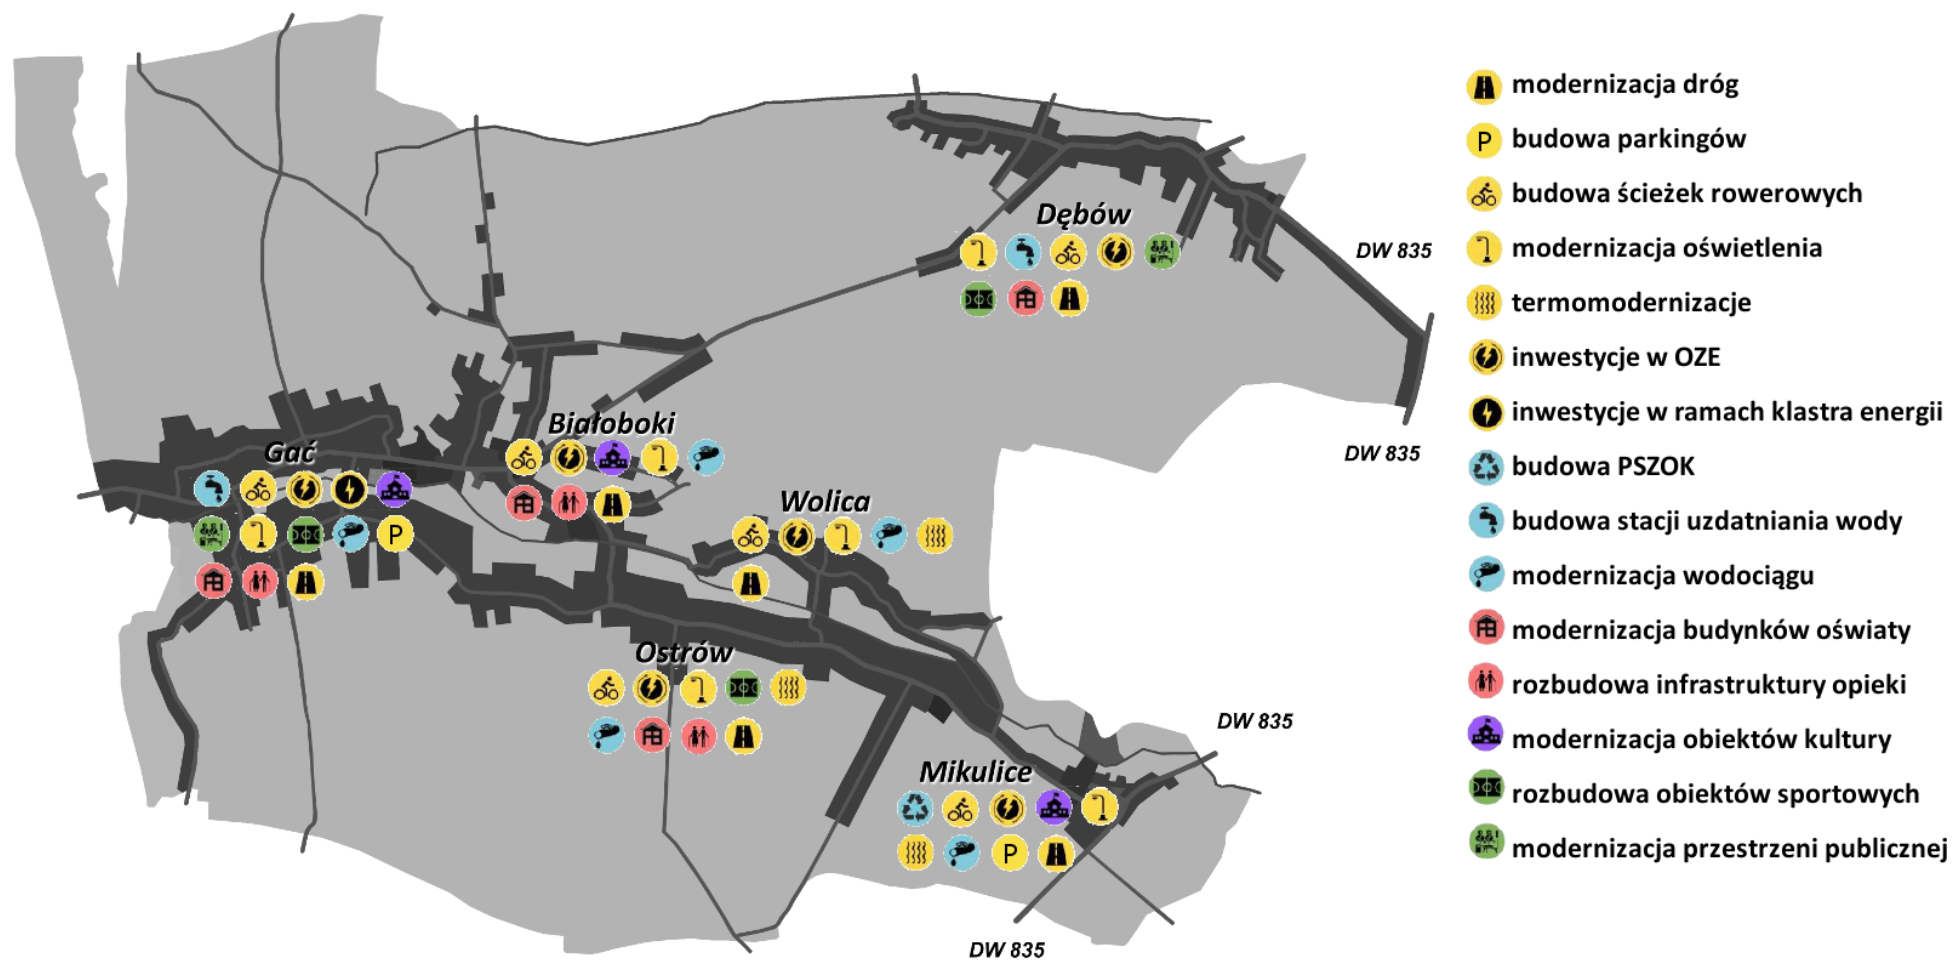 modernizacja dróg
P
budowa parkingów
budowa ścieżek rowerowych
modernizacja oświetlenia
termomodernizacje
inwestycje w OZE
inwestycje w ramach klastra energii
budowa PSZOK
budowa stacji uzdatniania wody
modernizacja wodociągu
modernizacja budynków oświaty
rozbudowa infrastruktury opieki
modernizacja obiektów kultury
rozbudowa obiektów sportowych
modernizacja przestrzeni publicznej
Dębów
DW 835
DW 835
Białoboki
Gać
P
Wolica
Ostrów
DW 835
Mikulice
P
DW 835